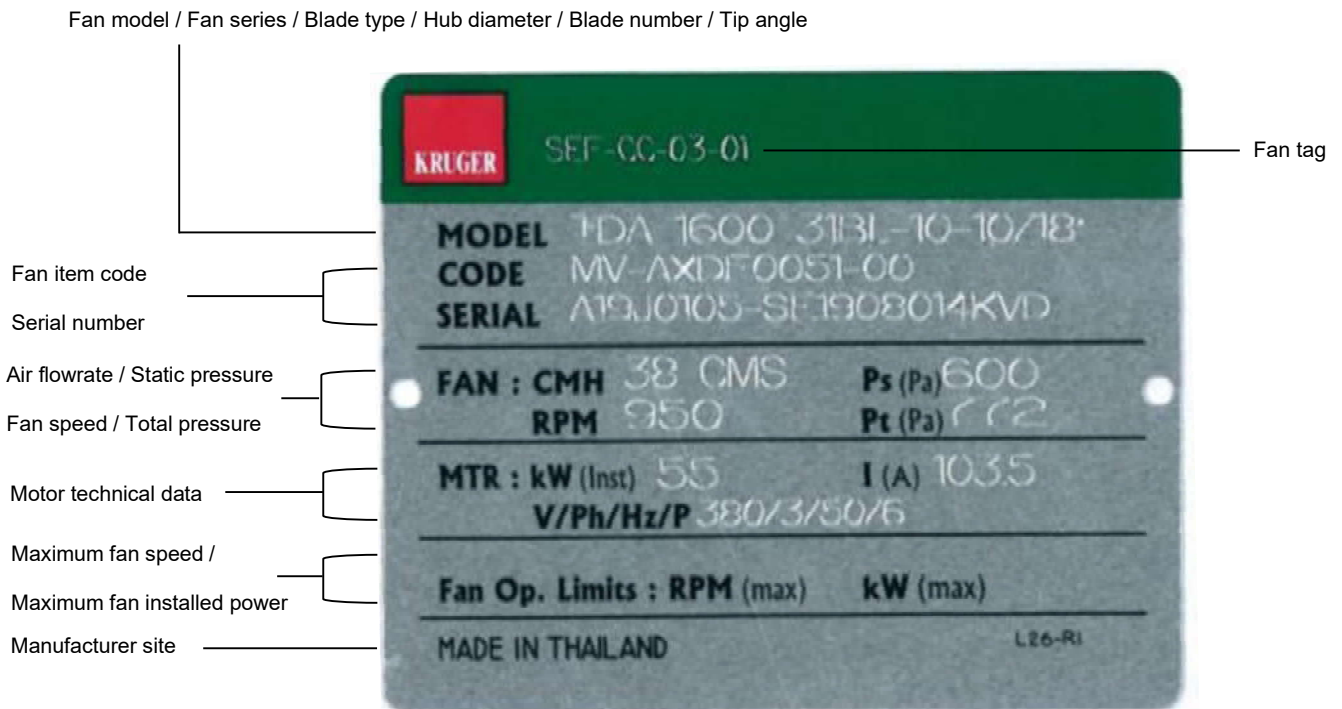 Fan model / Fan series / Blade type / Hub diameter / Blade number / Tip angle
KRUGER
SEF-CC-03-01
Fan tag
MODEL TDA 1600 31BL-10-10/18°
Fan item code
CODE MV-AXDF0051-00
Serial number
SERIAL A19J0105-SF1908014KVD
Air flowrate / Static pressure
FAN : CMH 38 CMS Ps (Pa) 600
Fan speed / Total pressure
RPM 950 Pt (Pa) 772
Motor technical data
MTR : kW (Inst) 55 I (A) 103.5
V/Ph/Hz/P 380/3/50/6
Maximum fan speed /
Maximum fan installed power
Fan Op. Limits : RPM (max) kW (max)
Manufacturer site
MADE IN THAILAND L26-R1